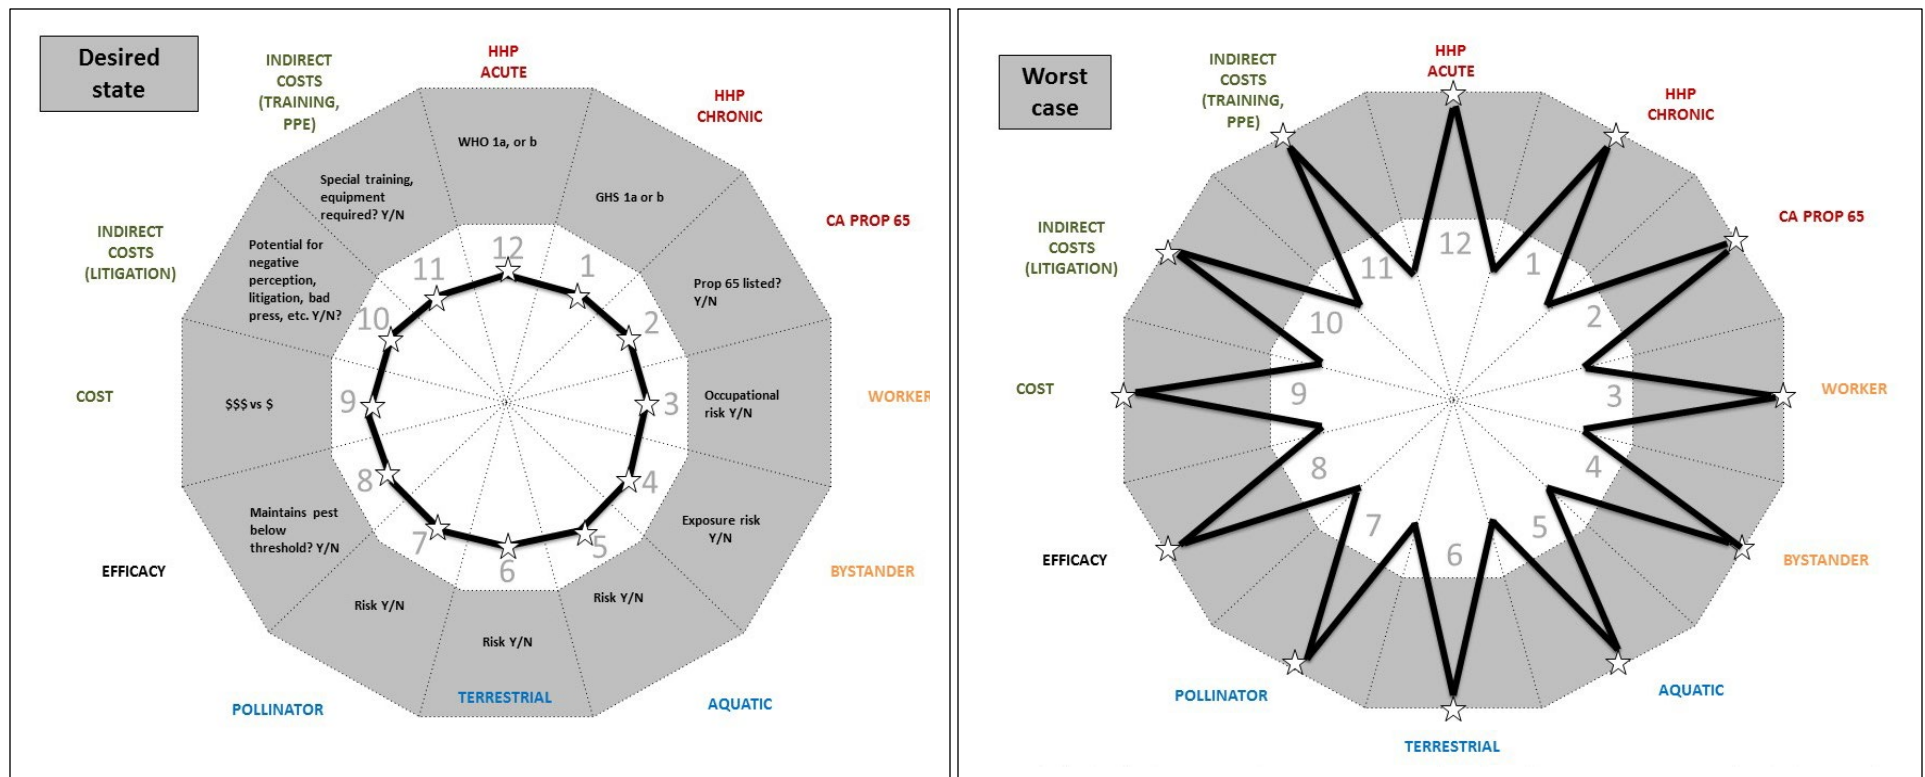 Desired
state
HHP
ACUTE
HHP
CHRONIC
CA PROP 65
WORKER
BYSTANDER
AQUATIC
TERRESTRIAL
POLLINATOR
EFFICACY
COST
INDIRECT
COSTS
(LITIGATION)
INDIRECT
COSTS
(TRAINING,
PPE)
WHO 1a, or b
GHS 1a or b
Prop 65 listed?
Y/N
Occupational
risk Y/N
Exposure risk
Y/N
Risk Y/N
Risk Y/N
Risk Y/N
Maintains pest
below
threshold? Y/N
$$$ vs $
Potential for
negative
perception,
litigation, bad
press, etc. Y/N?
Special training,
equipment
required? Y/N
12
1
2
3
4
5
6
7
8
9
10
11
Worst
case
HHP
ACUTE
HHP
CHRONIC
CA PROP 65
WORKER
BYSTANDER
AQUATIC
TERRESTRIAL
POLLINATOR
EFFICACY
COST
INDIRECT
COSTS
(LITIGATION)
INDIRECT
COSTS
(TRAINING,
PPE)
12
1
2
3
4
5
6
7
8
9
10
11